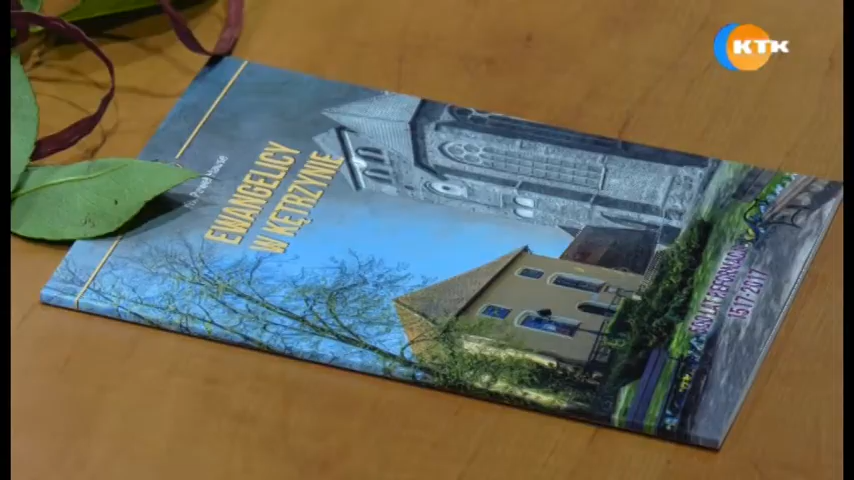 KTK
EWANGELICY
W KĘTRZYNIE
500 LAT REFORMACJI
1517-2017